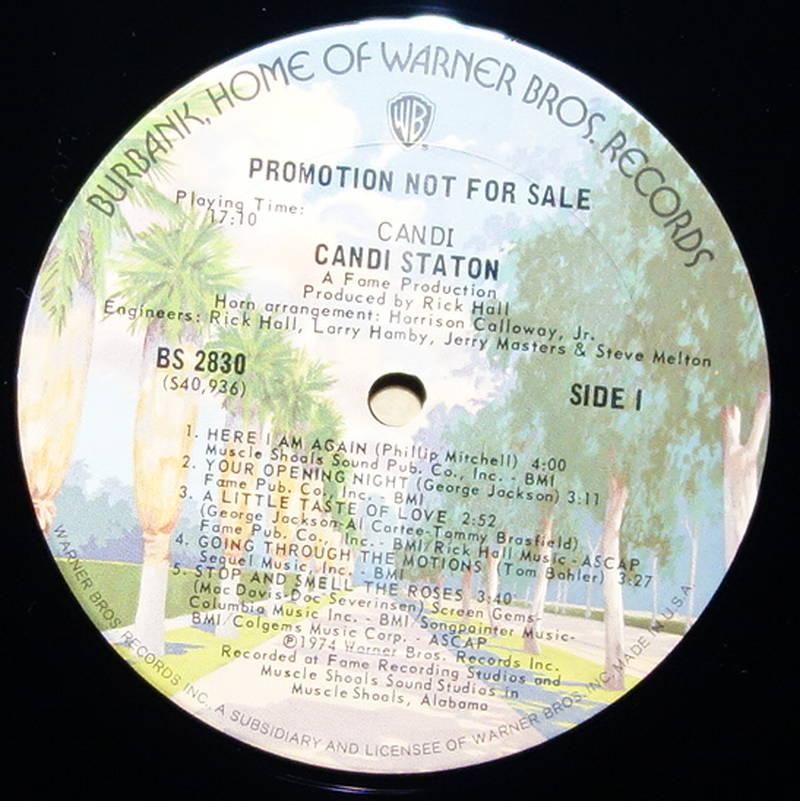 BURBANK, HOME OF WARNER BROS. RECORDS
WB
PROMOTION NOT FOR SALE
Playing Time:
17:10
CANDI
CANDI STATON
A Fame Production
Produced by Rick Hall
Horn arrangement: Harrison Calloway, Jr.
Engineers: Rick Hall, Larry Hamby, Jerry Masters & Steve Melton
BS 2830
(S40,936)
SIDE 1
1. HERE I AM AGAIN (Phillip Mitchell) 4:00
Muscle Shoals Sound Pub. Co., Inc. - BMI
2. YOUR OPENING NIGHT (George Jackson) 3:11
Fame Pub. Co., Inc. - BMI
3. A LITTLE TASTE OF LOVE 2:52
(George Jackson-Al Cartee-Tammy Brasfield)
Fame Pub. Co., Inc. - BMI/Rick Hall Music - ASCAP
4. GOING THROUGH THE MOTIONS (Tom Bahler) 3:27
Sequel Music, Inc. - BMI
5. STOP AND SMELL THE ROSES 3:40
(Mac Davis-Doc Severinsen) Screen Gems-
Columbia Music Inc. - BMI/Songpainter Music-
BMI/Colgems Music Corp. - ASCAP
℗1974 Warner Bros. Records Inc.
Recorded at Fame Recording Studios and
Muscle Shoals Sound Studios in
Muscle Shoals, Alabama
WARNER BROS. RECORDS INC., A SUBSIDIARY AND LICENSEE OF WARNER BROS. INC. MADE IN U.S.A.